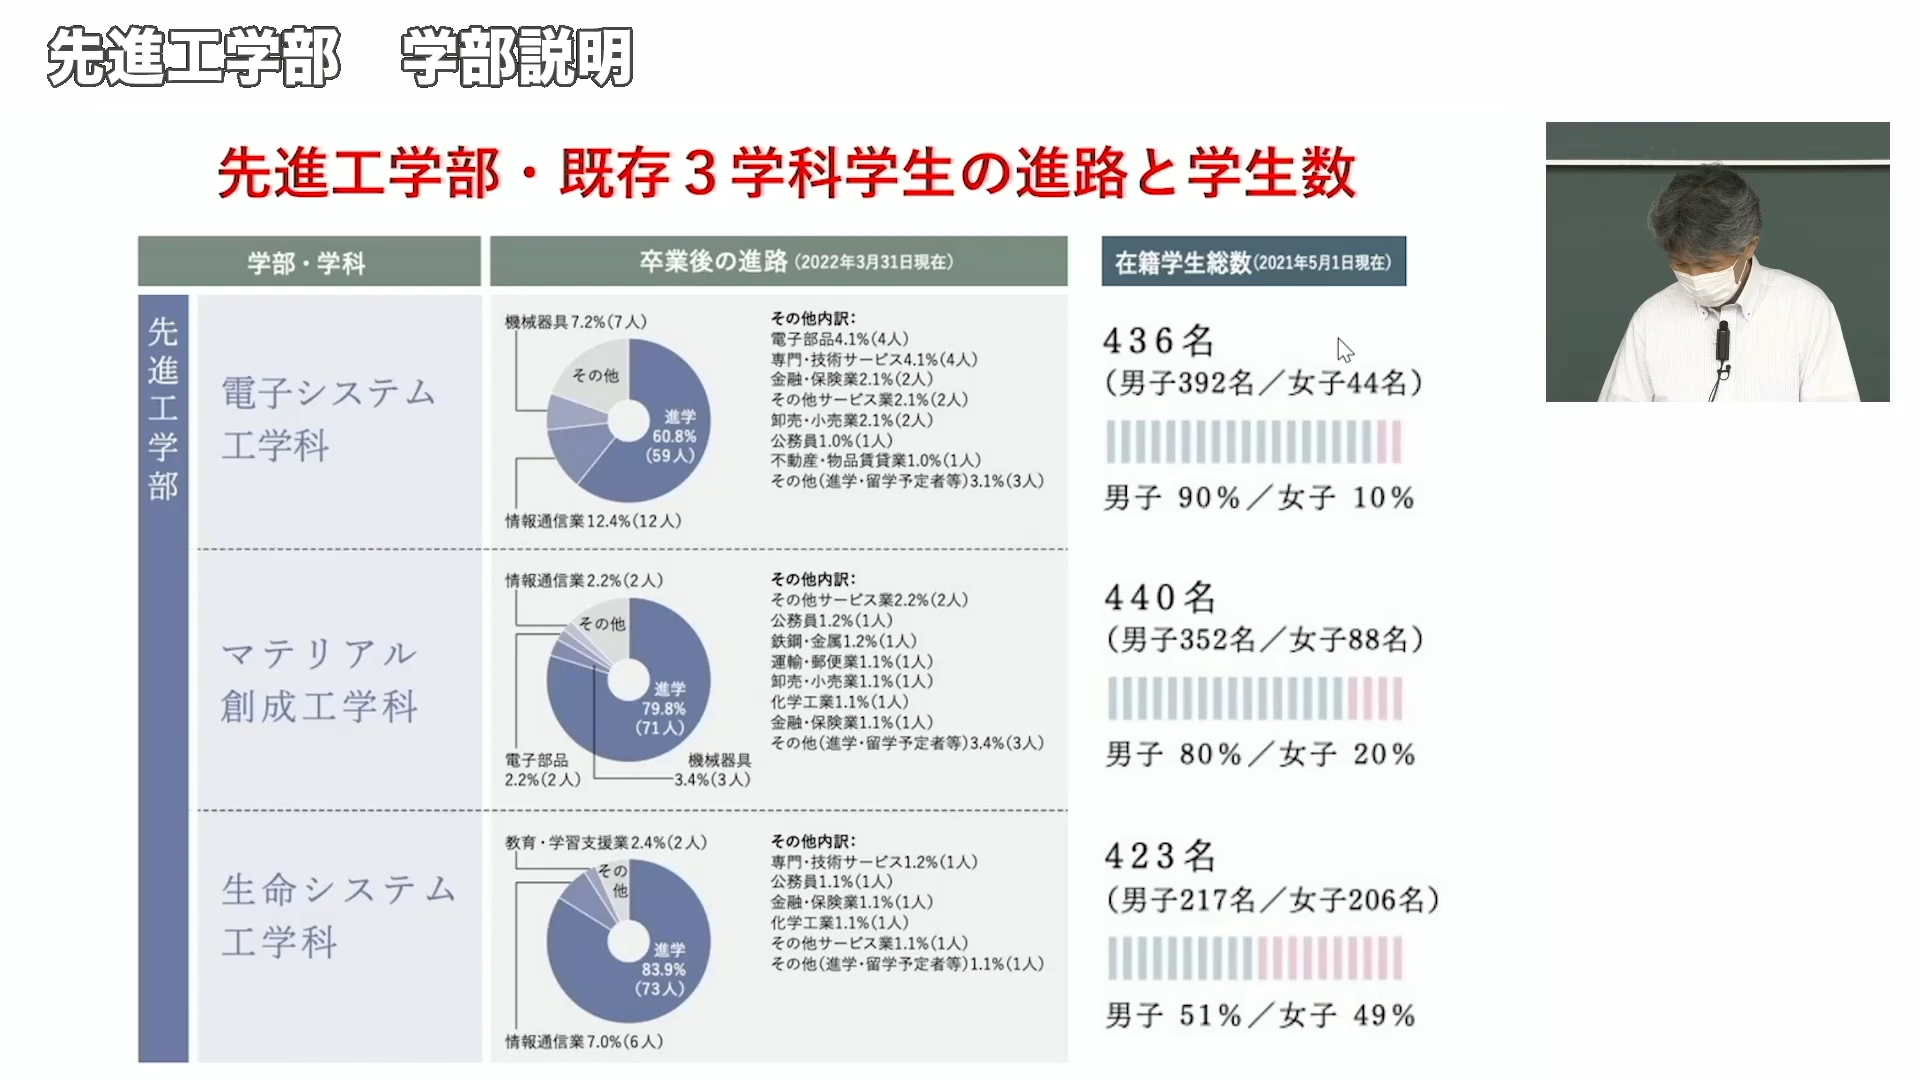 先進工学部　学部説明
先進工学部・既存３学科学生の進路と学生数
学部・学科
卒業後の進路（2022年3月31日現在）
在籍学生総数（2021年5月1日現在）
先進工学部
電子システム
工学科
機械器具7.2%（7人）
その他
進学
60.8%
（59人）
情報通信業12.4%（12人）
その他内訳：
電子部品4.1%（4人）
専門・技術サービス4.1%（4人）
金融・保険業2.1%（2人）
その他サービス業2.1%（2人）
卸売・小売業2.1%（2人）
公務員1.0%（1人）
不動産・物品賃貸業1.0%（1人）
その他（進学・留学予定者等）3.1%（3人）
436名
（男子392名／女子44名）
男子 90%／女子 10%
マテリアル
創成工学科
情報通信業2.2%（2人）
その他
進学
79.8%
（71人）
電子部品
2.2%（2人）
機械器具
3.4%（3人）
その他内訳：
その他サービス業2.2%（2人）
公務員1.2%（1人）
鉄鋼・金属1.2%（1人）
運輸・郵便業1.1%（1人）
卸売・小売業1.1%（1人）
化学工業1.1%（1人）
金融・保険業1.1%（1人）
その他（進学・留学予定者等）3.4%（3人）
440名
（男子352名／女子88名）
男子 80%／女子 20%
生命システム
工学科
教育・学習支援業2.4%（2人）
その
他
進学
83.9%
（73人）
情報通信業7.0%（6人）
その他内訳：
専門・技術サービス1.2%（1人）
公務員1.1%（1人）
金融・保険業1.1%（1人）
化学工業1.1%（1人）
その他サービス業1.1%（1人）
その他（進学・留学予定者等）1.1%（1人）
423名
（男子217名／女子206名）
男子 51%／女子 49%